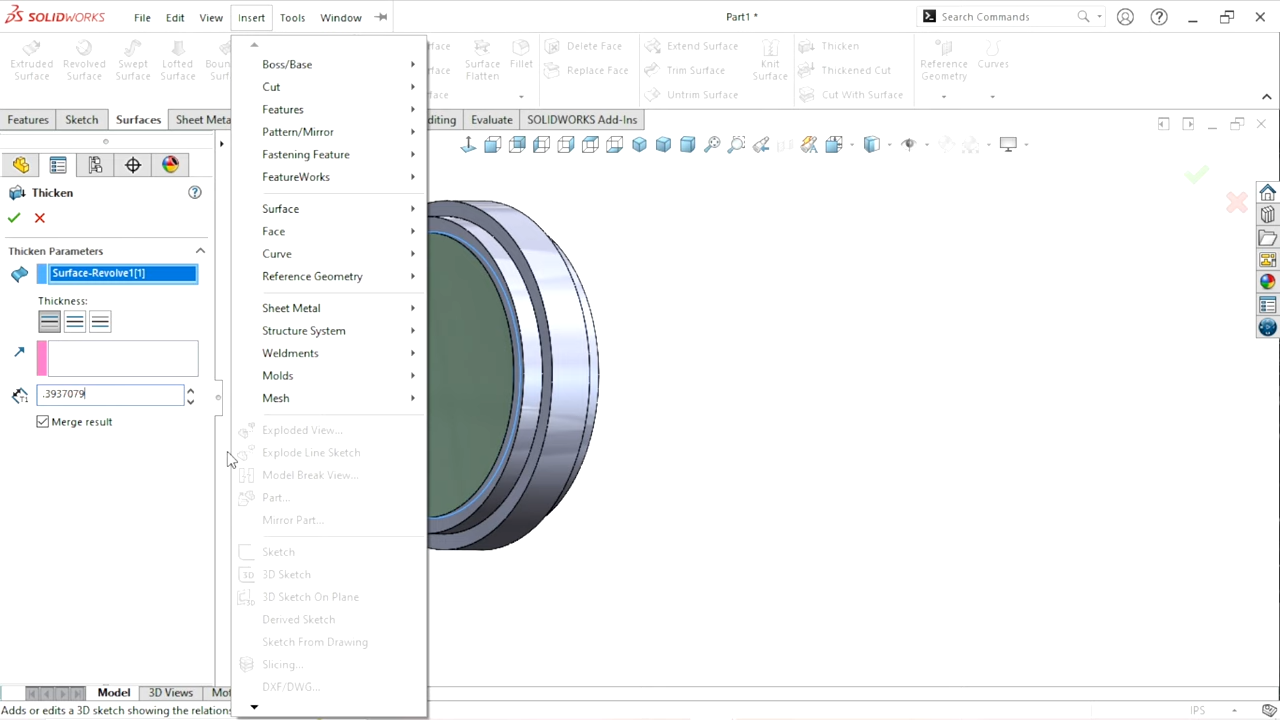 SOLIDWORKS File Edit View Insert Tools Window Part1 * Search Commands
Extruded Surface
Revolved Surface
Swept Surface
Lofted Surface
Surface Flatten
Fillet
Delete Face
Replace Face
Extend Surface
Trim Surface
Untrim Surface
Knit Surface
Thicken
Thickened Cut
Cut With Surface
Reference Geometry
Curves
Features Sketch Surfaces Sheet Meta Evaluate SOLIDWORKS Add-Ins
Thicken
Thicken Parameters
Surface-Revolve1[1]
Thickness:
.3937079
Merge result
Boss/Base
Cut
Features
Pattern/Mirror
Fastening Feature
FeatureWorks
Surface
Face
Curve
Reference Geometry
Sheet Metal
Structure System
Weldments
Molds
Mesh
Exploded View...
Explode Line Sketch
Model Break View...
Part...
Mirror Part...
Sketch
3D Sketch
3D Sketch On Plane
Derived Sketch
Sketch From Drawing
Slicing...
DXF/DWG...
Model 3D Views Mot
Adds or edits a 3D sketch showing the relation
IPS